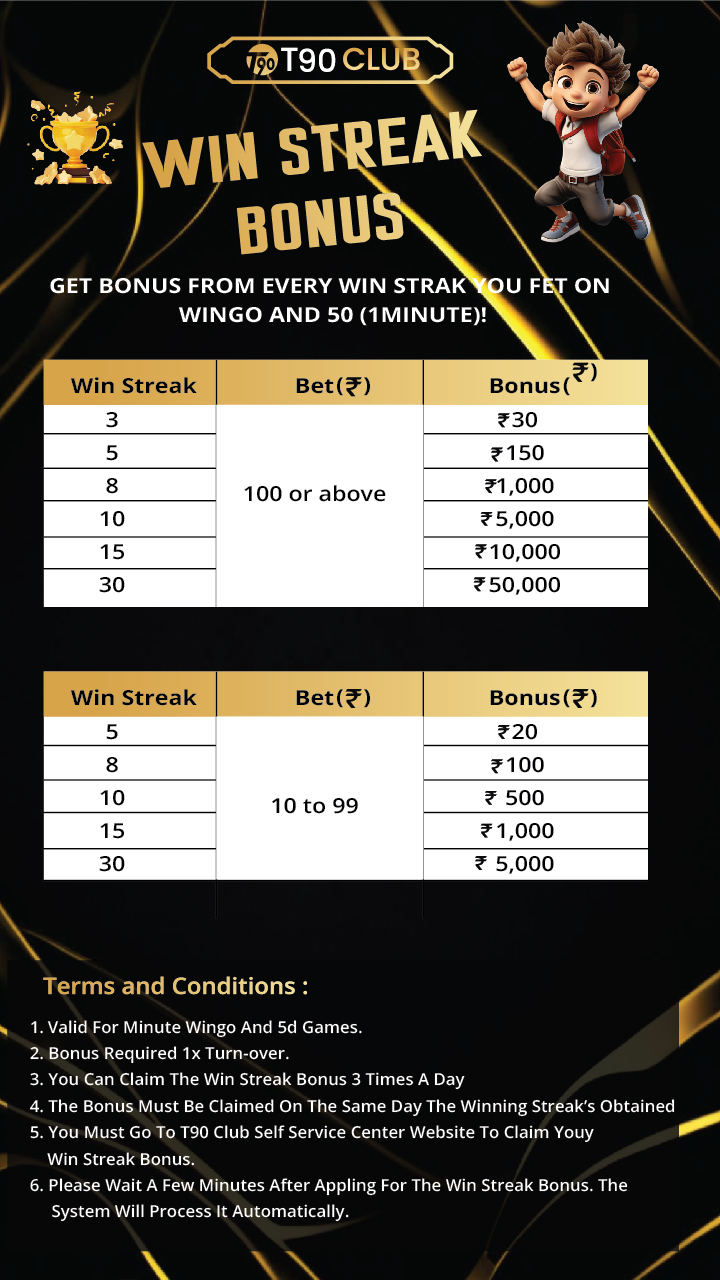 T90 T90 CLUB
WIN STREAK
BONUS
GET BONUS FROM EVERY WIN STRAK YOU FET ON
WINGO AND 50 (1MINUTE)!
Win Streak Bet(₹) Bonus(₹)
3 ₹30
5 ₹150
8 ₹1,000
100 or above
10 ₹5,000
15 ₹10,000
30 ₹50,000
Win Streak Bet(₹) Bonus(₹)
5 ₹20
8 ₹100
10 ₹ 500
10 to 99
15 ₹1,000
30 ₹ 5,000
Terms and Conditions :
1. Valid For Minute Wingo And 5d Games.
2. Bonus Required 1x Turn-over.
3. You Can Claim The Win Streak Bonus 3 Times A Day
4. The Bonus Must Be Claimed On The Same Day The Winning Streak’s Obtained
5. You Must Go To T90 Club Self Service Center Website To Claim Youy
Win Streak Bonus.
6. Please Wait A Few Minutes After Appling For The Win Streak Bonus. The
System Will Process It Automatically.